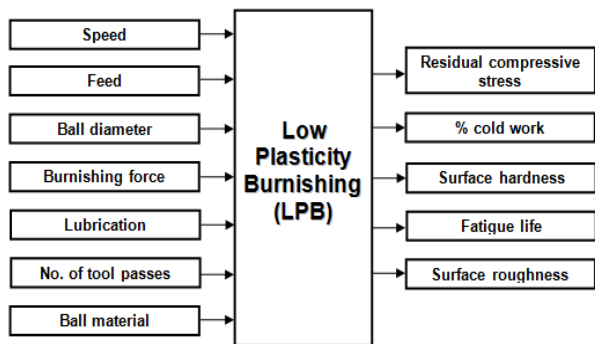 Speed
Feed
Ball diameter
Burnishing force
Lubrication
No. of tool passes
Ball material
Low
Plasticity
Burnishing
(LPB)
Residual compressive
stress
% cold work
Surface hardness
Fatigue life
Surface roughness